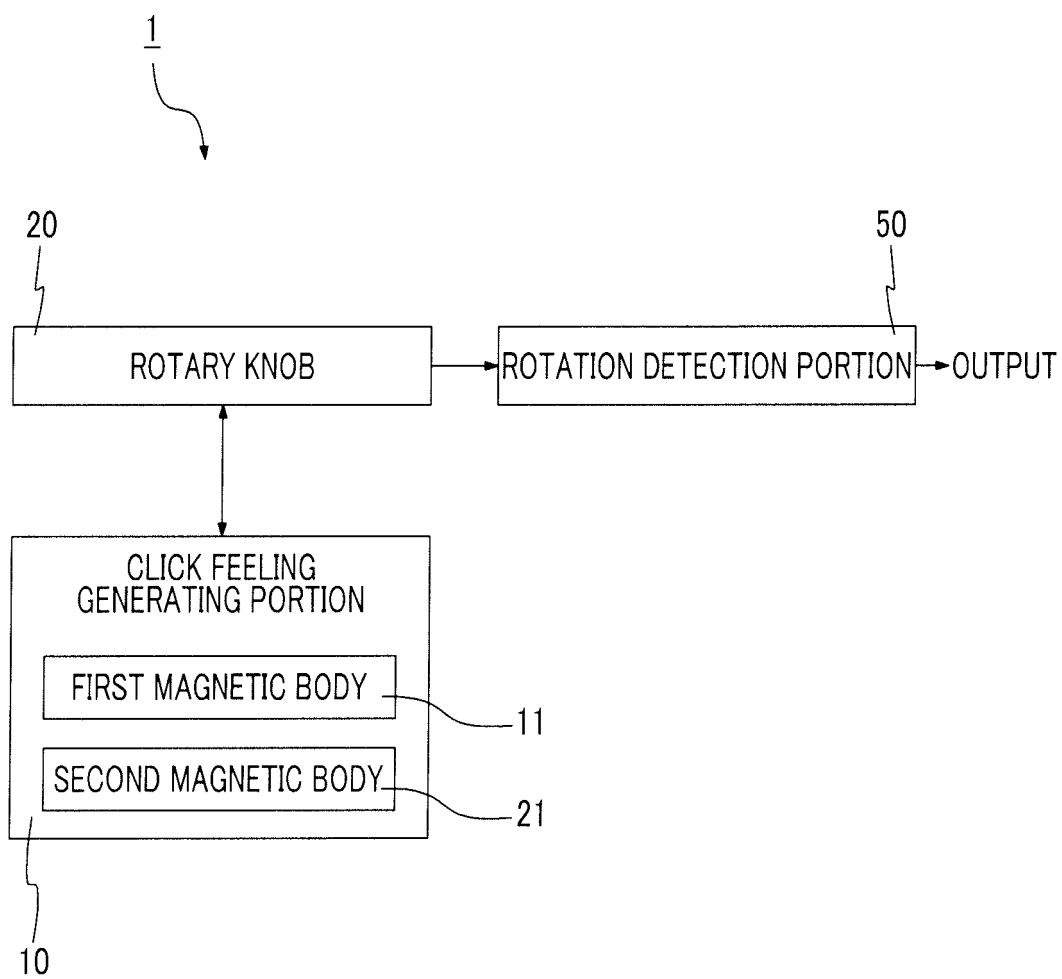 1
20
50
ROTARY KNOB
ROTATION DETECTION PORTION
OUTPUT
CLICK FEELING
GENERATING PORTION
FIRST MAGNETIC BODY
11
SECOND MAGNETIC BODY
21
10